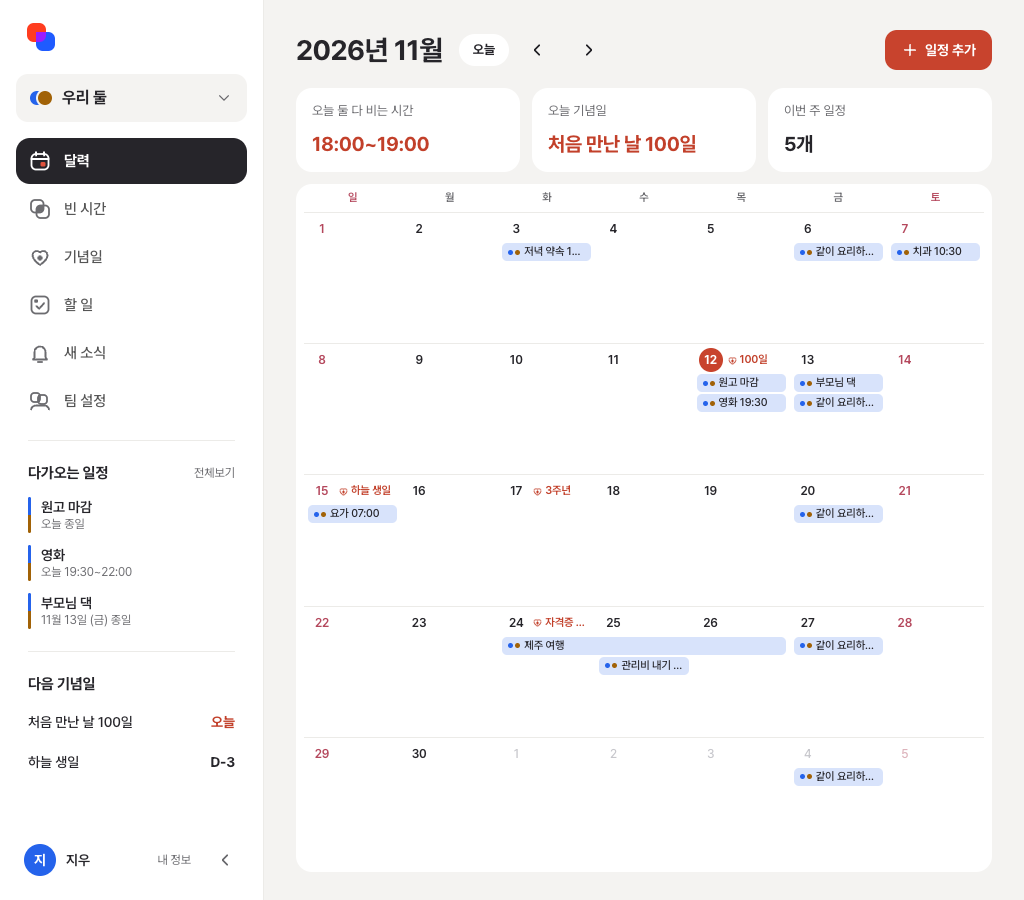 우리 둘
달력
빈 시간
기념일
할 일
새 소식
팀 설정
다가오는 일정 전체보기
원고 마감
오늘 종일
영화
오늘 19:30~22:00
부모님 댁
11월 13일 (금) 종일
다음 기념일
처음 만난 날 100일 오늘
하늘 생일 D-3
지 지우 내 정보
2026년 11월 오늘 일정 추가
오늘 둘 다 비는 시간
18:00~19:00
오늘 기념일
처음 만난 날 100일
이번 주 일정
5개
일 월 화 수 목 금 토
1 2 3 4 5 6 7
저녁 약속 1... 같이 요리하... 치과 10:30
8 9 10 11 12 100일 13 14
원고 마감 부모님 댁
영화 19:30 같이 요리하...
15 하늘 생일 16 17 3주년 18 19 20 21
요가 07:00 같이 요리하...
22 23 24 자격증 ... 25 26 27 28
제주 여행 같이 요리하...
관리비 내기 ...
29 30 1 2 3 4 5
같이 요리하...